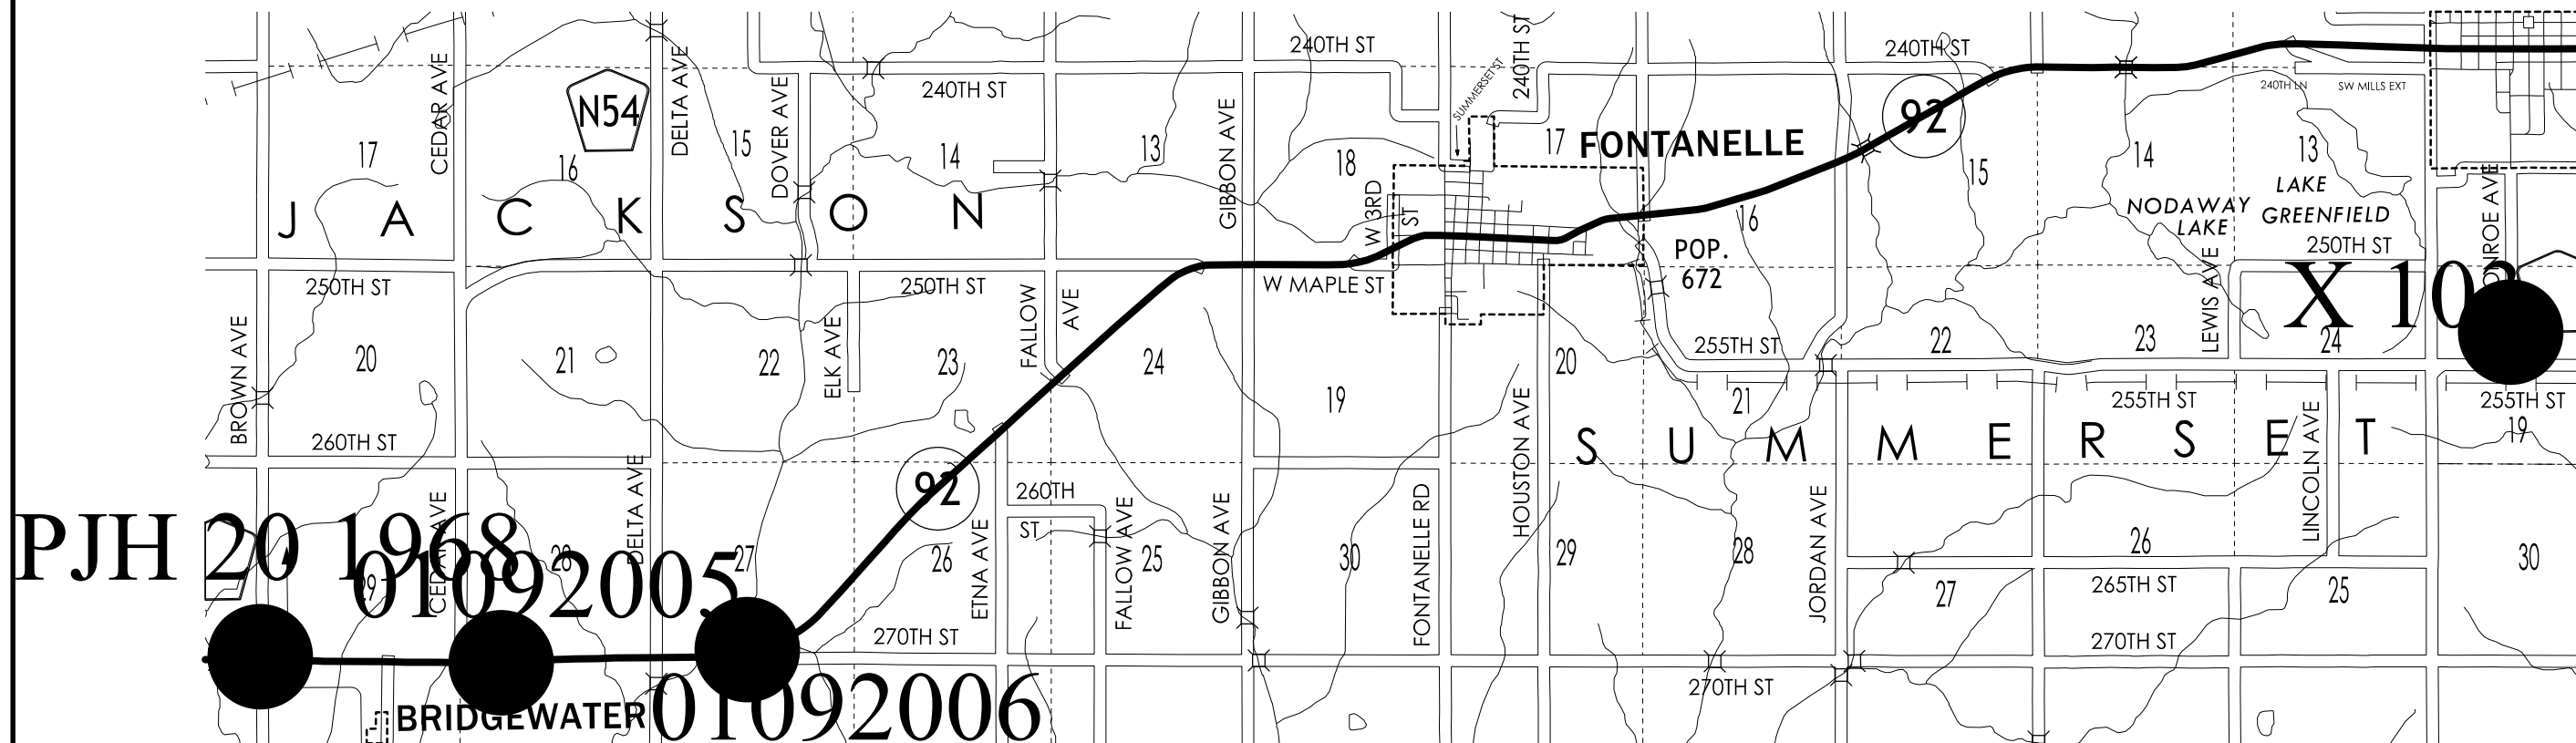 240TH ST
240TH ST
240TH ST
SUMMERSET ST
CEDAR AVE
N54
DELTA AVE
DOVER AVE
240TH ST
92
240TH LN
SW MILLS EXT
17
16
15
14
13
GIBBON AVE
18
17
FONTANELLE
15
14
13
LAKE
GREENFIELD
NODAWAY
LAKE
J A C K S O N
W 3RD
ST
16
POP.
672
250TH ST
250TH ST
250TH ST
W MAPLE ST
X 10
BROWN AVE
ELK AVE
FALLOW
AVE
LEWIS AVE
20
21
22
23
24
19
20
255TH ST
21
22
23
24
255TH ST
255TH ST
260TH ST
HOUSTON AVE
S U M M E R S E T
19
LINCOLN AVE
92
260TH
ST
DELTA AVE
ETNA AVE
FALLOW AVE
GIBBON AVE
FONTANELLE RD
JORDAN AVE
PJH 20 1968
01092005
29
28
27
26
25
30
29
28
27
26
25
30
265TH ST
270TH ST
270TH ST
270TH ST
BRIDGEWATER
01092006